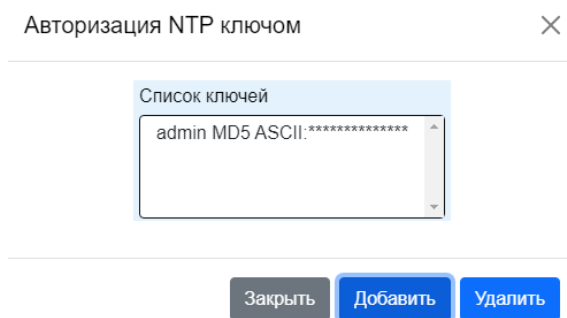 Авторизация NTP ключом
Список ключей
admin MD5 ASCII:**************
Закрыть Добавить Удалить